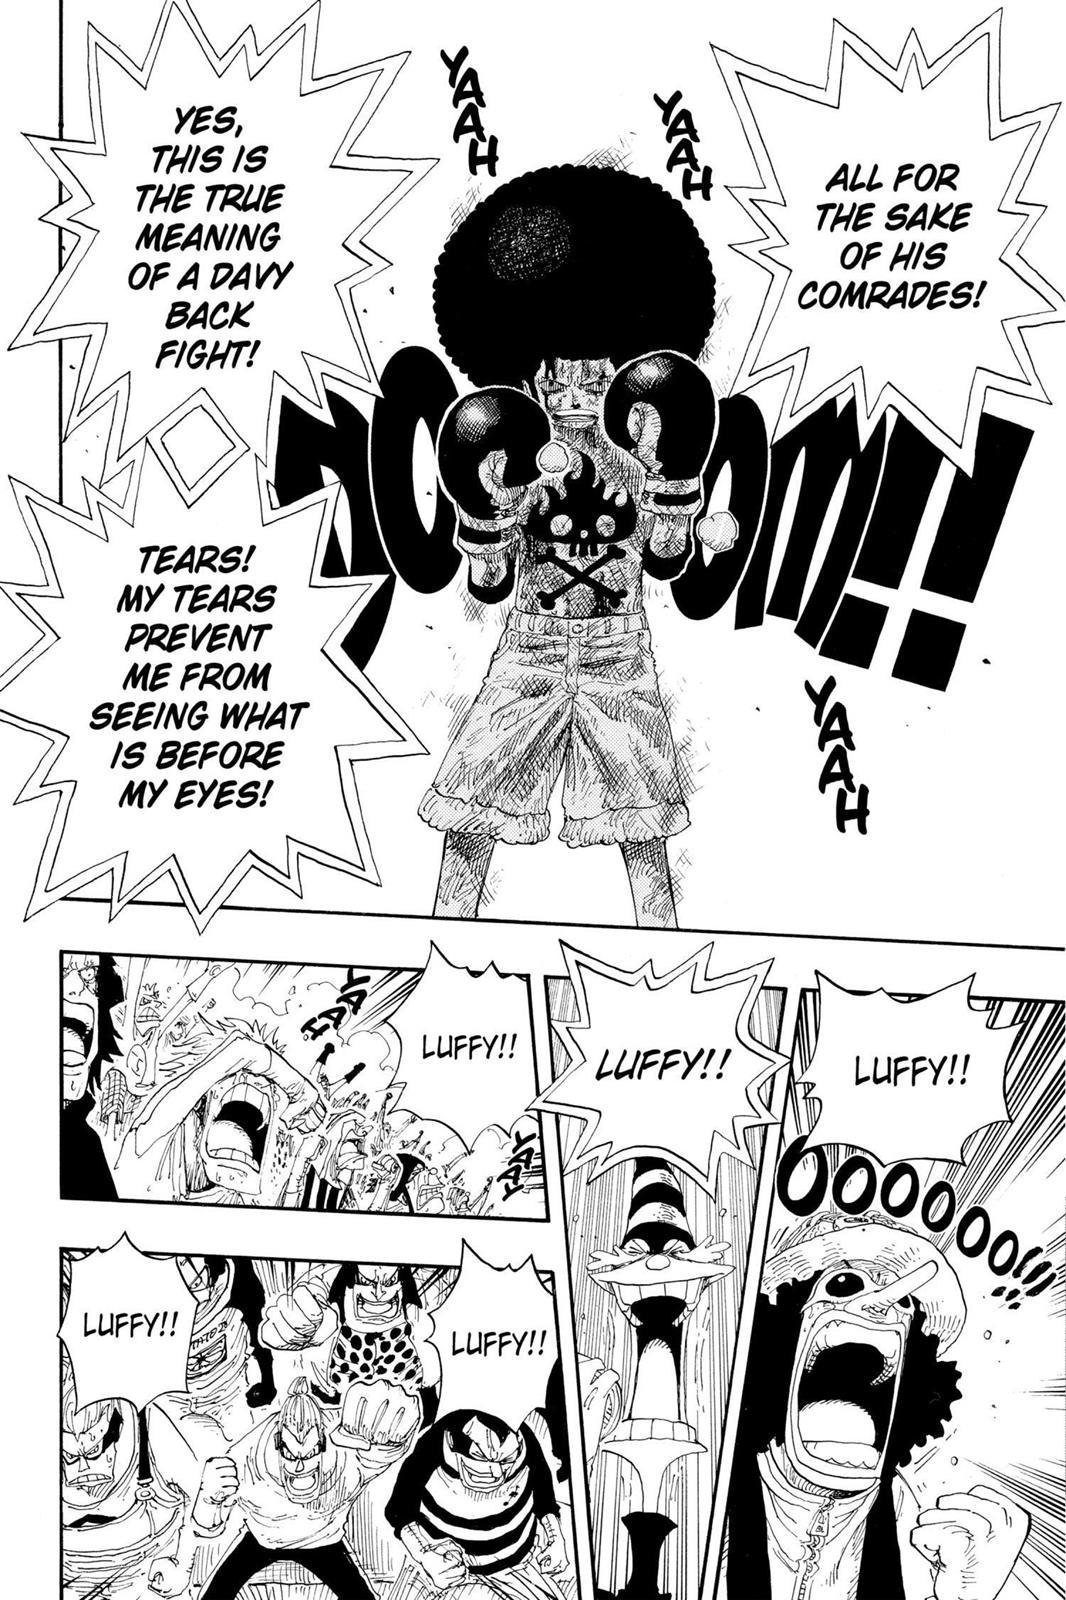 ALL FOR
THE SAKE
OF HIS
COMRADES!
YAAH
YAAH
YES,
THIS IS
THE TRUE
MEANING
OF A DAVY
BACK
FIGHT!
TEARS!
MY TEARS
PREVENT
ME FROM
SEEING WHAT
IS BEFORE
MY EYES!
YAAH
LUFFY!!
OOOOOOO!!!
LUFFY!!
LUFFY!!
YAAH
YAAY
LUFFY!!
LUFFY!!